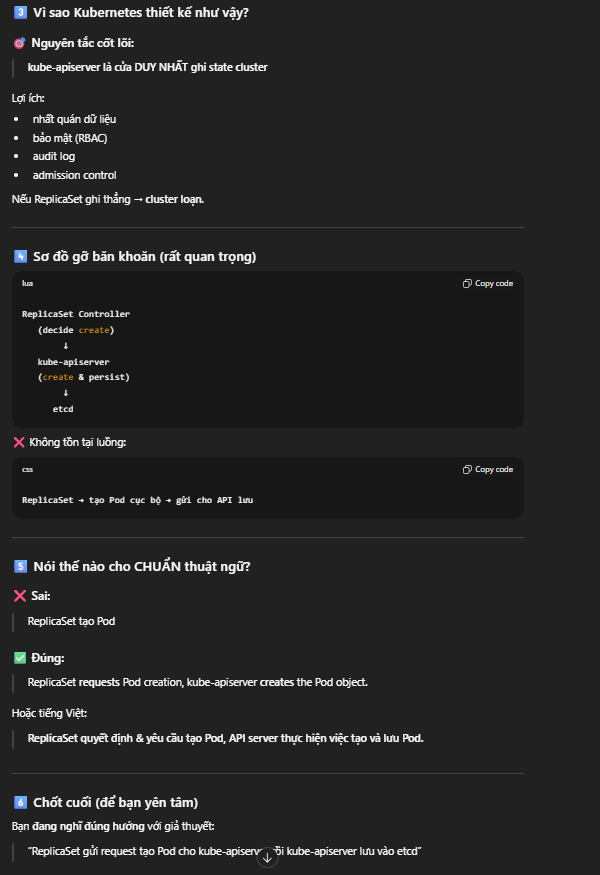 3 Vì sao Kubernetes thiết kế như vậy?
🎯 Nguyên tắc cốt lõi:
kube-apiserver là cửa DUY NHẤT ghi state cluster
Lợi ích:
• nhất quán dữ liệu
• bảo mật (RBAC)
• audit log
• admission control
Nếu ReplicaSet ghi thẳng → cluster loạn.
4 Sơ đồ gỡ băn khoăn (rất quan trọng)
lua
Copy code
ReplicaSet Controller
(decide create)
↓
kube-apiserver
(create & persist)
↓
etcd
❌ Không tồn tại luồng:
css
Copy code
ReplicaSet → tạo Pod cục bộ → gửi cho API lưu
5 Nói thế nào cho CHUẨN thuật ngữ?
❌ Sai:
ReplicaSet tạo Pod
✅ Đúng:
ReplicaSet requests Pod creation, kube-apiserver creates the Pod object.
Hoặc tiếng Việt:
ReplicaSet quyết định & yêu cầu tạo Pod, API server thực hiện việc tạo và lưu Pod.
6 Chốt cuối (để bạn yên tâm)
Bạn đang nghĩ đúng hướng với giả thuyết:
“ReplicaSet gửi request tạo Pod cho kube-apiserver kube-apiserver lưu vào etcd”